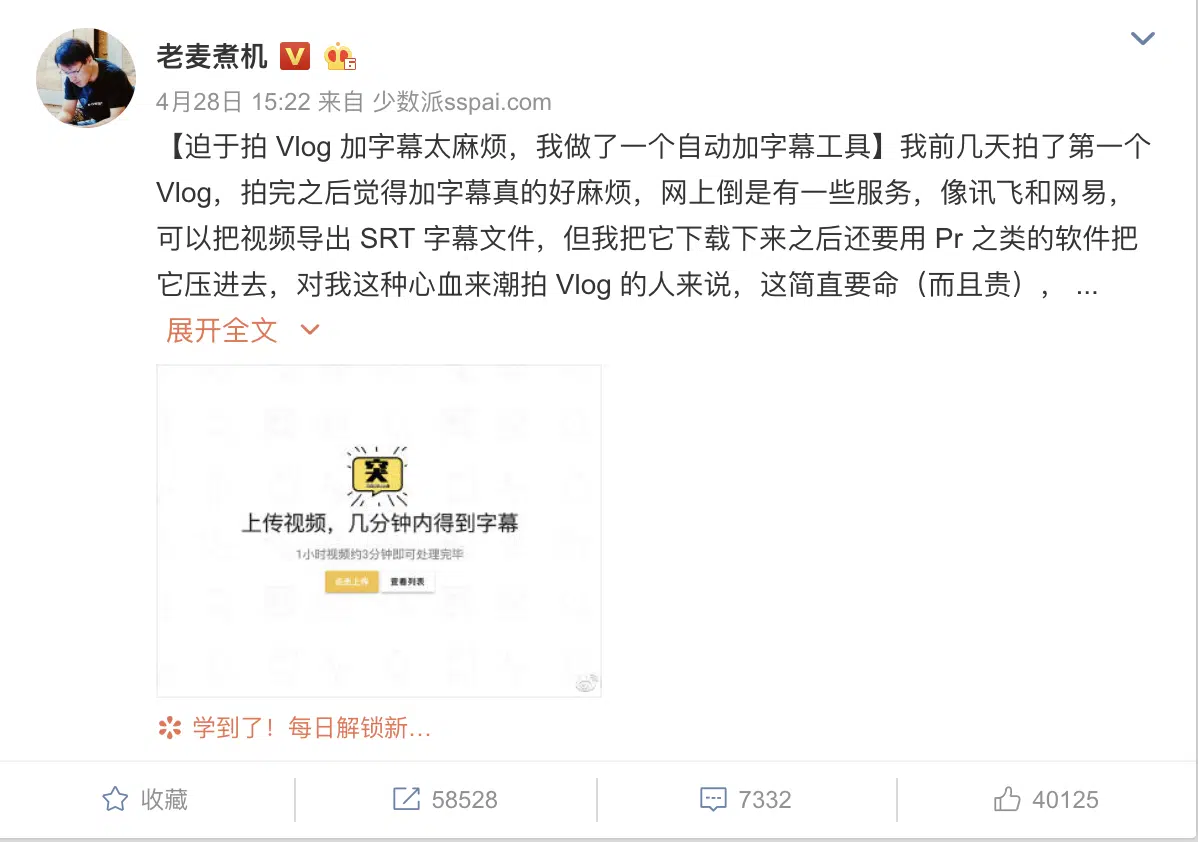 老麦煮机
4月28日 15:22 来自 少数派sspai.com
【迫于拍 Vlog 加字幕太麻烦，我做了一个自动加字幕工具】我前几天拍了第一个
Vlog，拍完之后觉得加字幕真的好麻烦，网上倒是有一些服务，像讯飞和网易，
可以把视频导出 SRT 字幕文件，但我把它下载下来之后还要用 Pr 之类的软件把
它压进去，对我这种心血来潮拍 Vlog 的人来说，这简直要命（而且贵）， ...
展开全文
上传视频，几分钟内得到字幕
1小时视频约3分钟即可处理完毕
点击上传 查看列表
学到了！每日解锁新...
收藏 58528 7332 40125